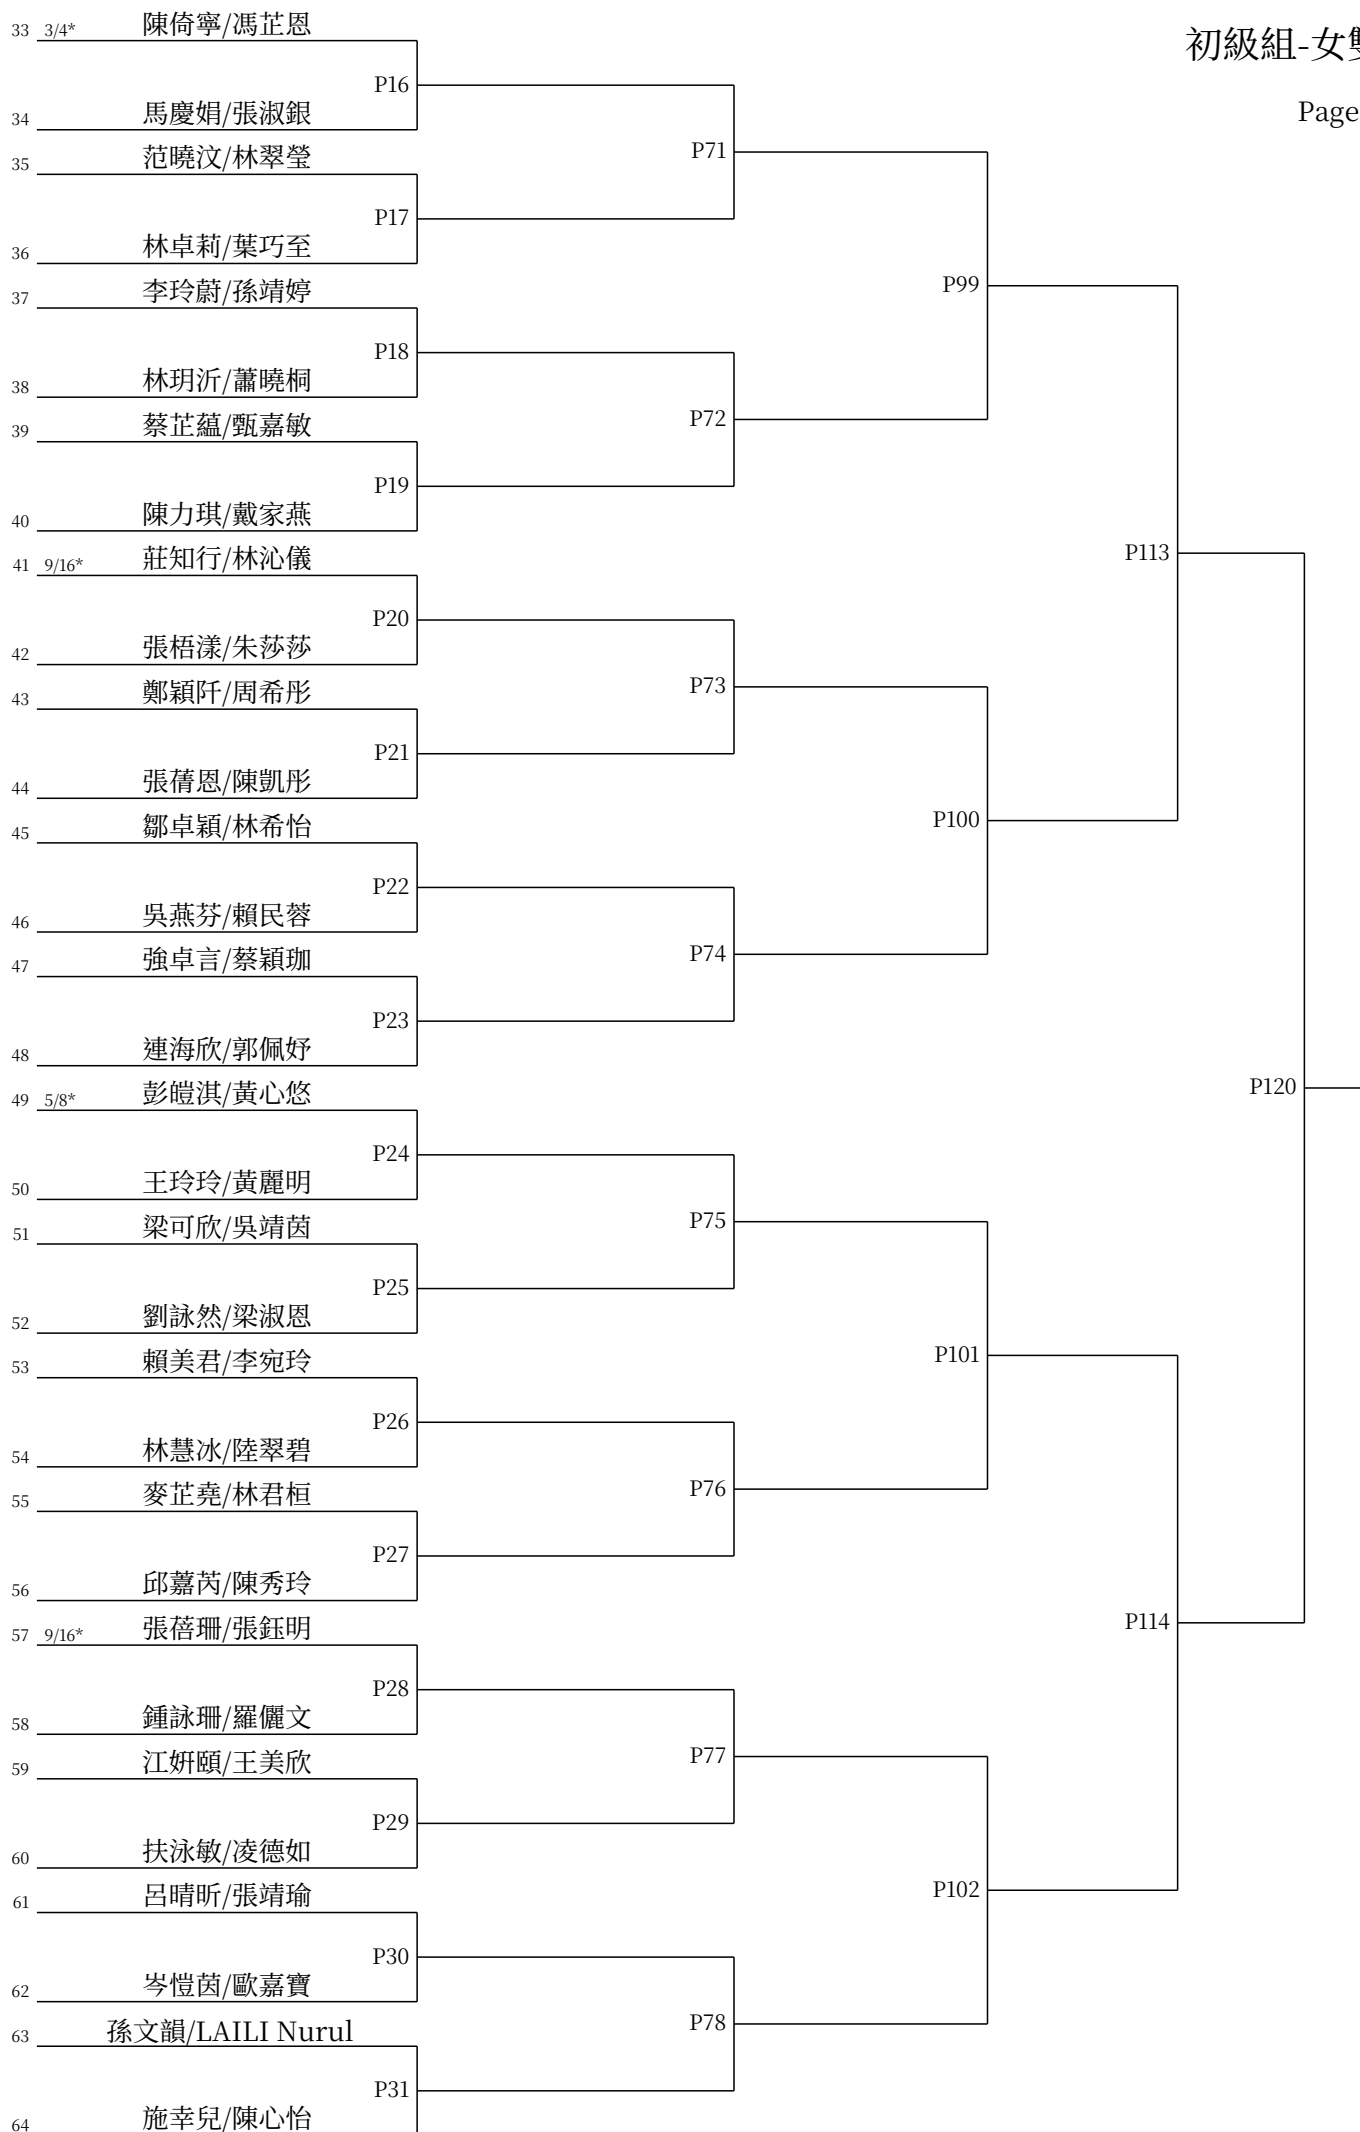 初級組-女雙
Page
33 3/4* 陳倚寧/馮芷恩
P16
34 馬慶娟/張淑銀
35 范曉汶/林翠瑩
P71
P17
36 林卓莉/葉巧至
37 李玲蔚/孫靖婷
P99
P18
38 林玥沂/蕭曉桐
39 蔡芷蘊/甄嘉敏
P72
P19
40 陳力琪/戴家燕
41 9/16* 莊知行/林沁儀
P113
P20
42 張梧漾/朱莎莎
43 鄭穎阡/周希彤
P73
P21
44 張蒨恩/陳凱彤
45 鄒卓穎/林希怡
P100
P22
46 吳燕芬/賴民蓉
47 強卓言/蔡穎珈
P74
P23
48 連海欣/郭佩妤
49 5/8* 彭皚淇/黃心悠
P120
P24
50 王玲玲/黃麗明
51 梁可欣/吳靖茵
P75
P25
52 劉詠然/梁淑恩
53 賴美君/李宛玲
P101
P26
54 林慧冰/陸翠碧
55 麥芷堯/林君桓
P76
P27
56 邱藞芮/陳秀玲
57 9/16* 張蓓珊/張鈺明
P114
P28
58 鍾詠珊/羅儷文
59 江妍頤/王美欣
P77
P29
60 扶泳敏/凌德如
61 呂晴昕/張靖瑜
P102
P30
62 岑愷茵/歐嘉寶
63 孫文韻/LAILI Nurul
P78
P31
64 施幸兒/陳心怡